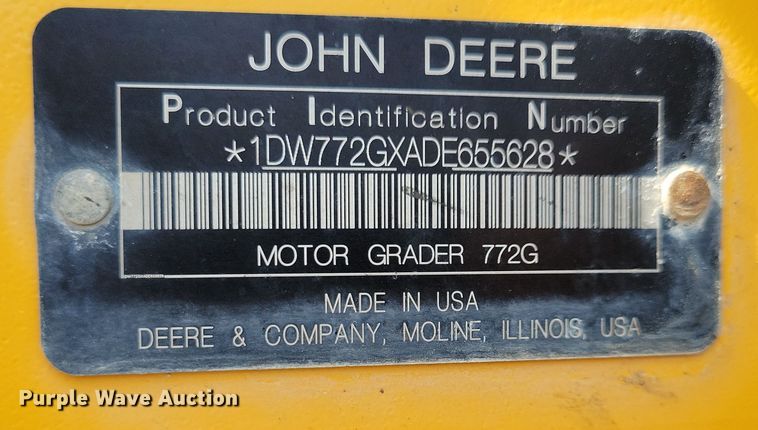 JOHN DEERE
Product Identification Number
*1DW772GXADE655628*
MOTOR GRADER 772G
MADE IN USA
DEERE & COMPANY, MOLINE, ILLINOIS, USA
Purple Wave Auction